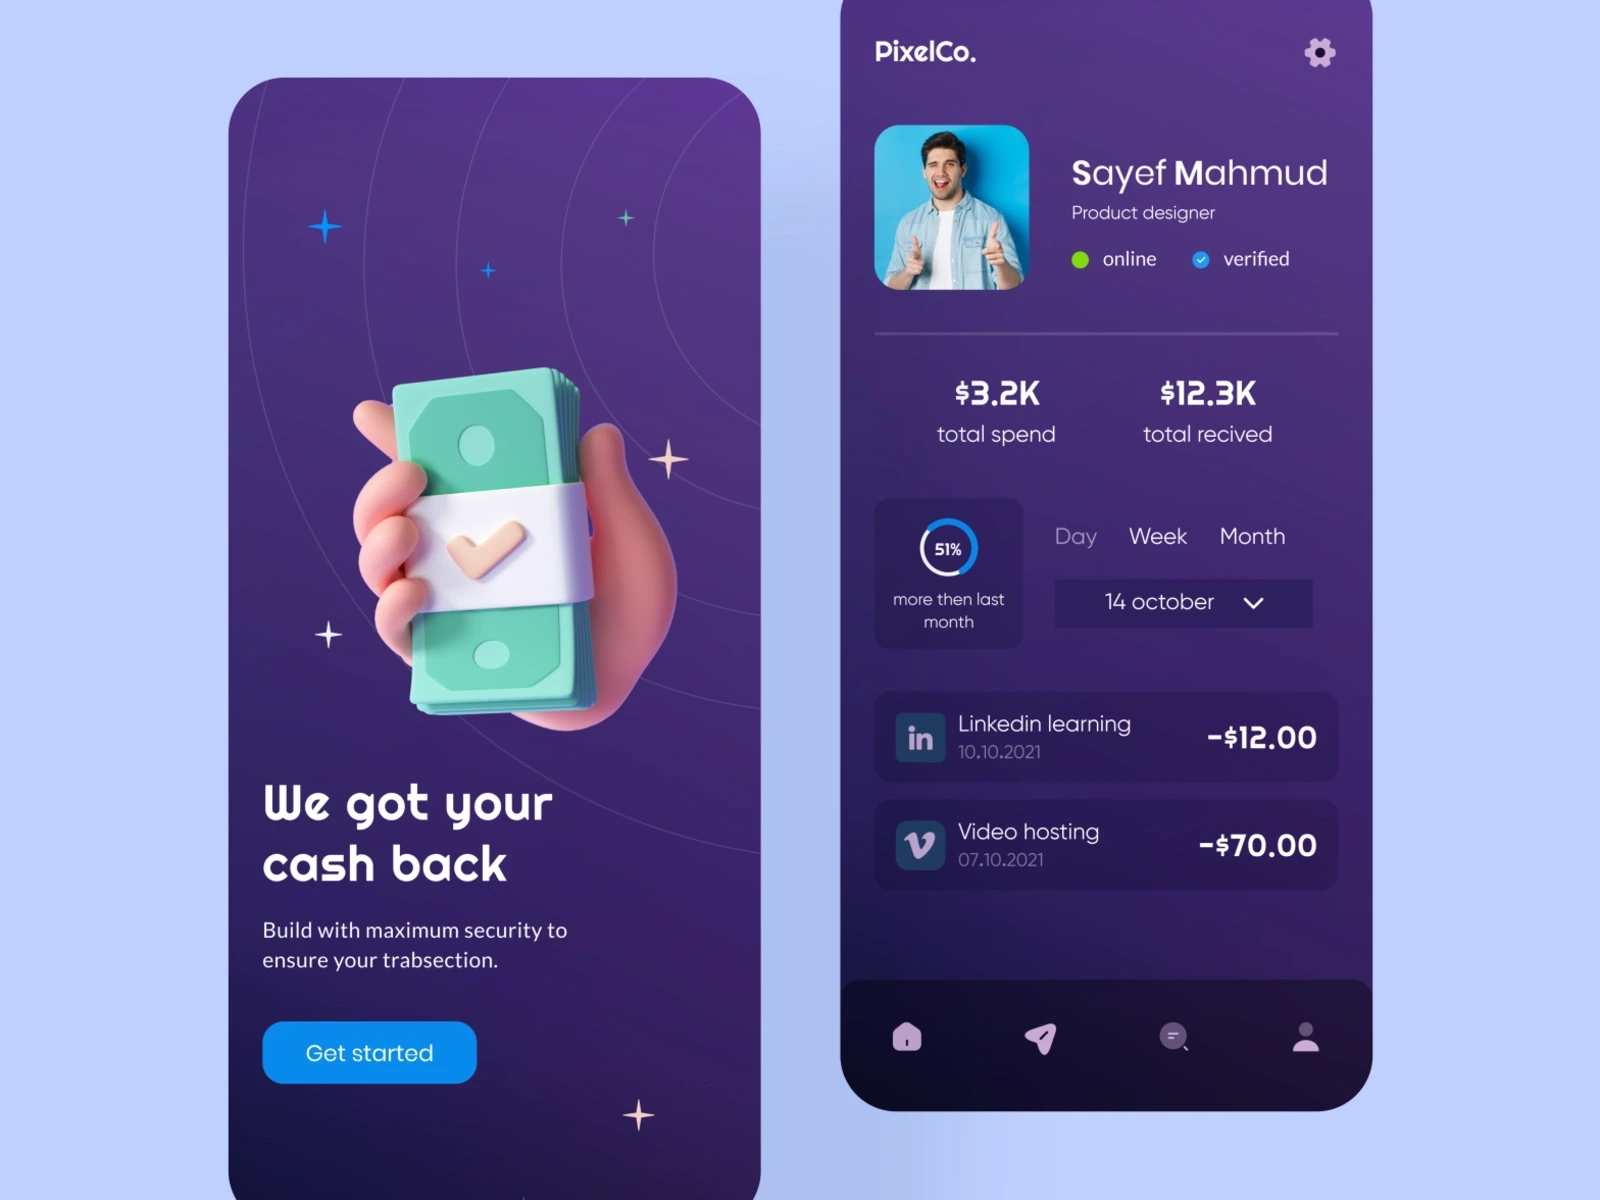 We got your
cash back
Build with maximum security to
ensure your trabsection.
Get started
PixelCo.
Sayef Mahmud
Product designer
online verified
$3.2K $12.3K
total spend total recived
51%
more then last
month
Day Week Month
14 october
in
Linkedin learning
10.10.2021
-$12.00
Video hosting
07.10.2021
-$70.00